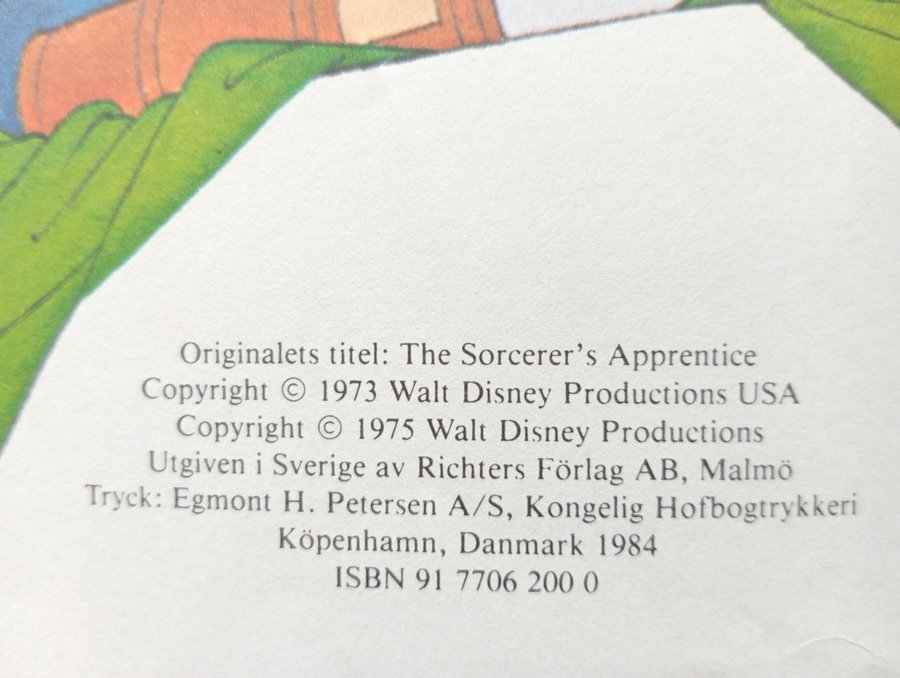 Originalets titel: The Sorcerer's Apprentice
Copyright © 1973 Walt Disney Productions USA
Copyright © 1975 Walt Disney Productions
Utgiven i Sverige av Richters Förlag AB, Malmö
Tryck: Egmont H. Petersen A/S, Kongelig Hofbogtrykkeri
Köpenhamn, Danmark 1984
ISBN 91 7706 200 0